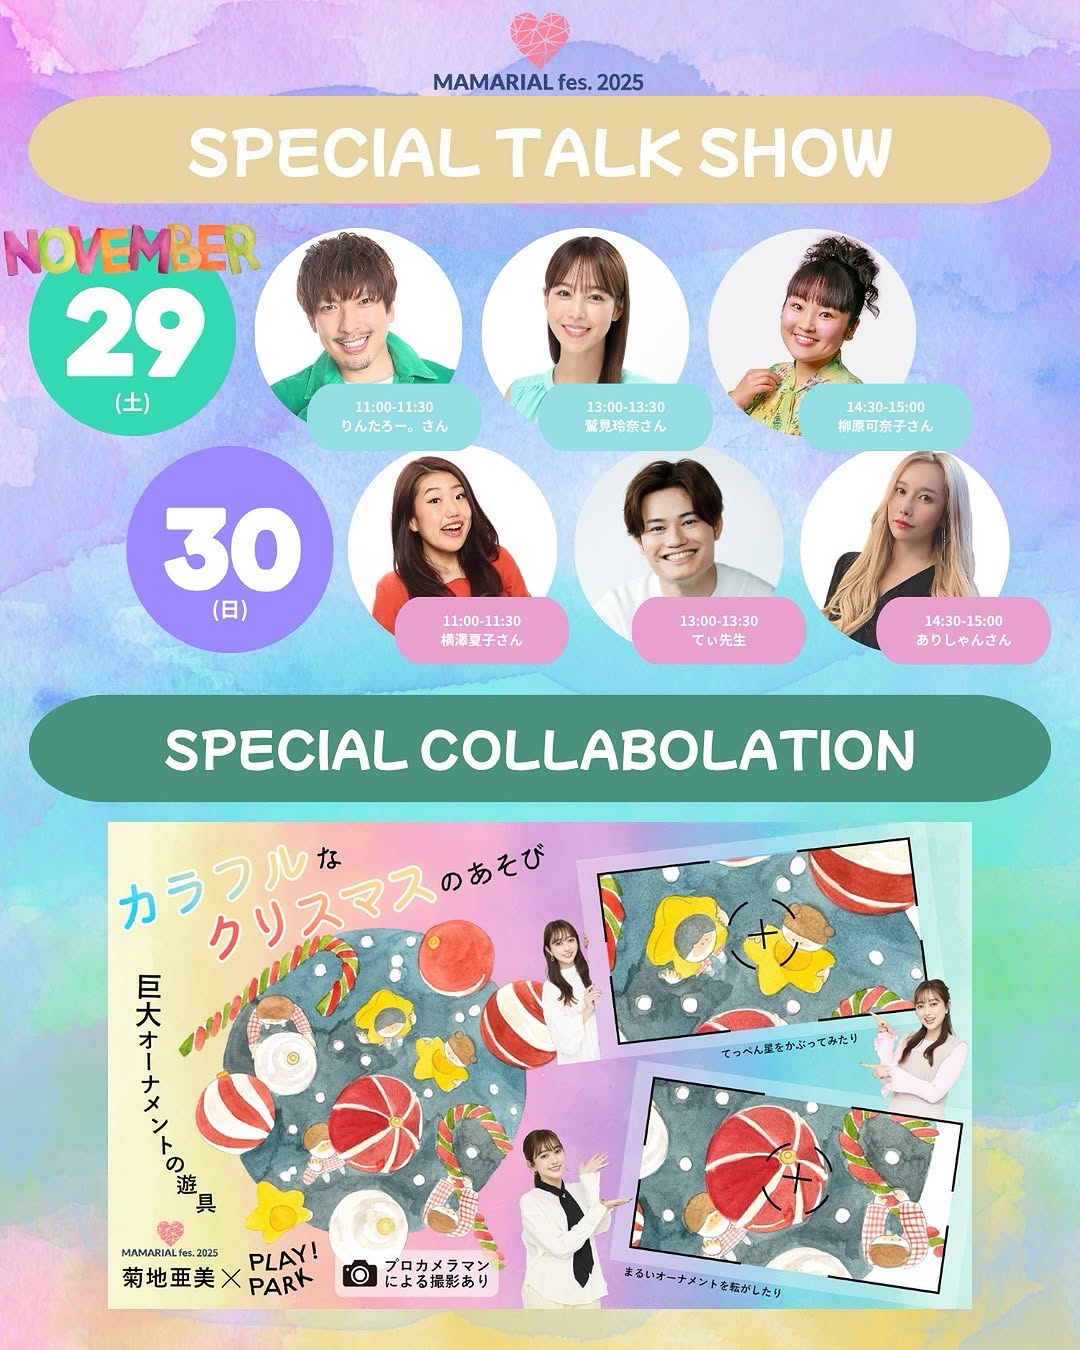 MAMARIAL fes. 2025
SPECIAL TALK SHOW
NOVEMBER
29
(土)
11:00-11:30
りんたろー。さん
13:00-13:30
鷲見玲奈さん
14:30-15:00
柳原可奈子さん
30
(日)
11:00-11:30
横澤夏子さん
13:00-13:30
てぃ先生
14:30-15:00
ありしゃんさん
SPECIAL COLLABOLATION
カラフルな
クリスマスのあそび
巨大オーナメントの遊具
てっぺん星をかぶってみたり
まるいオーナメントを転がしたり
MAMARIAL fes. 2025
菊地亜美×PLAY!
PARK
プロカメラマン
による撮影あり